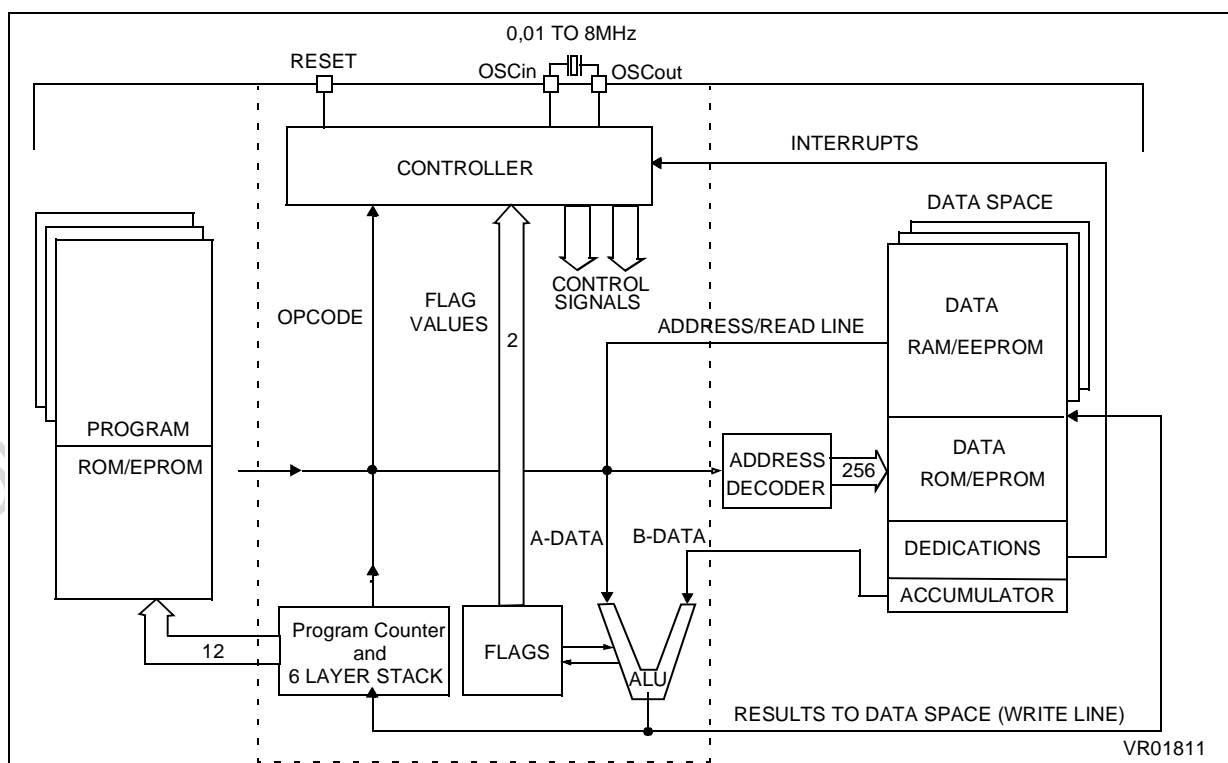 0,01 TO 8MHz
RESET
OSCin
OSCout
INTERRUPTS
CONTROLLER
DATA SPACE
OPCODE
FLAG
VALUES
2
CONTROL
SIGNALS
ADDRESS/READ LINE
DATA
RAM/EEPROM
PROGRAM
ROM/EPROM
ADDRESS
DECODER
256
DATA
ROM/EPROM
A-DATA
B-DATA
DEDICATIONS
ACCUMULATOR
12
Program Counter
and
6 LAYER STACK
FLAGS
ALU
RESULTS TO DATA SPACE (WRITE LINE)
VR01811